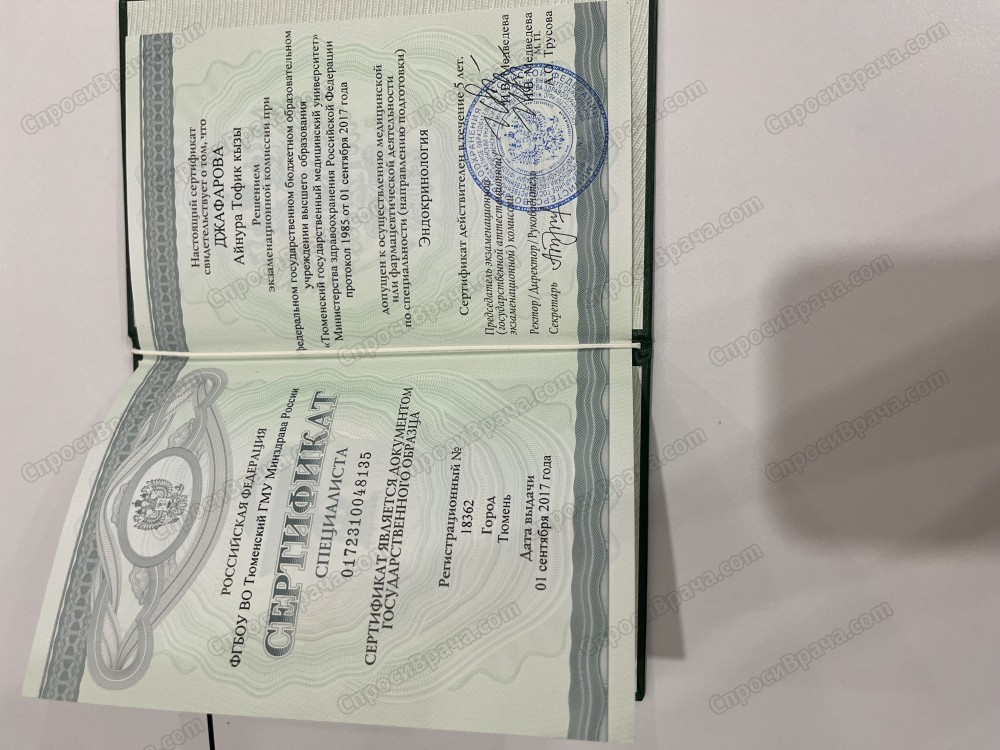 РОССИЙСКАЯ ФЕДЕРАЦИЯ
ФГБОУ ВО Тюменский ГМУ Минздрава России
СЕРТИФИКАТ
СПЕЦИАЛИСТА
0172310048135
СЕРТИФИКАТ ЯВЛЯЕТСЯ ДОКУМЕНТОМ
ГОСУДАРСТВЕННОГО ОБРАЗЦА
Регистрационный №
18362
Город
Тюмень
Дата выдачи
01 сентября 2017 года
Настоящий сертификат
свидетельствует о том, что
ДЖАФАРОВА
Айнура Тофик кызы
Решением
экзаменационной комиссии при
федеральном государственном бюджетном образовательном
учреждении высшего образования
«Тюменский государственный медицинский университет»
Министерства здравоохранения Российской Федерации
протокол 1985 от 01 сентября 2017 года
допущен к осуществлению медицинской
или фармацевтической деятельности
по специальности (направлению подготовки)
Эндокринология
Сертификат действителен в течение 5 лет.
Председатель экзаменационной
(государственной аттестационной,
экзаменационной) комиссии
Медведева
Ректор/Директор/Руководитель
Медведева
М.П.
Секретарь
А.О. Трусова
СпросиВрача.com